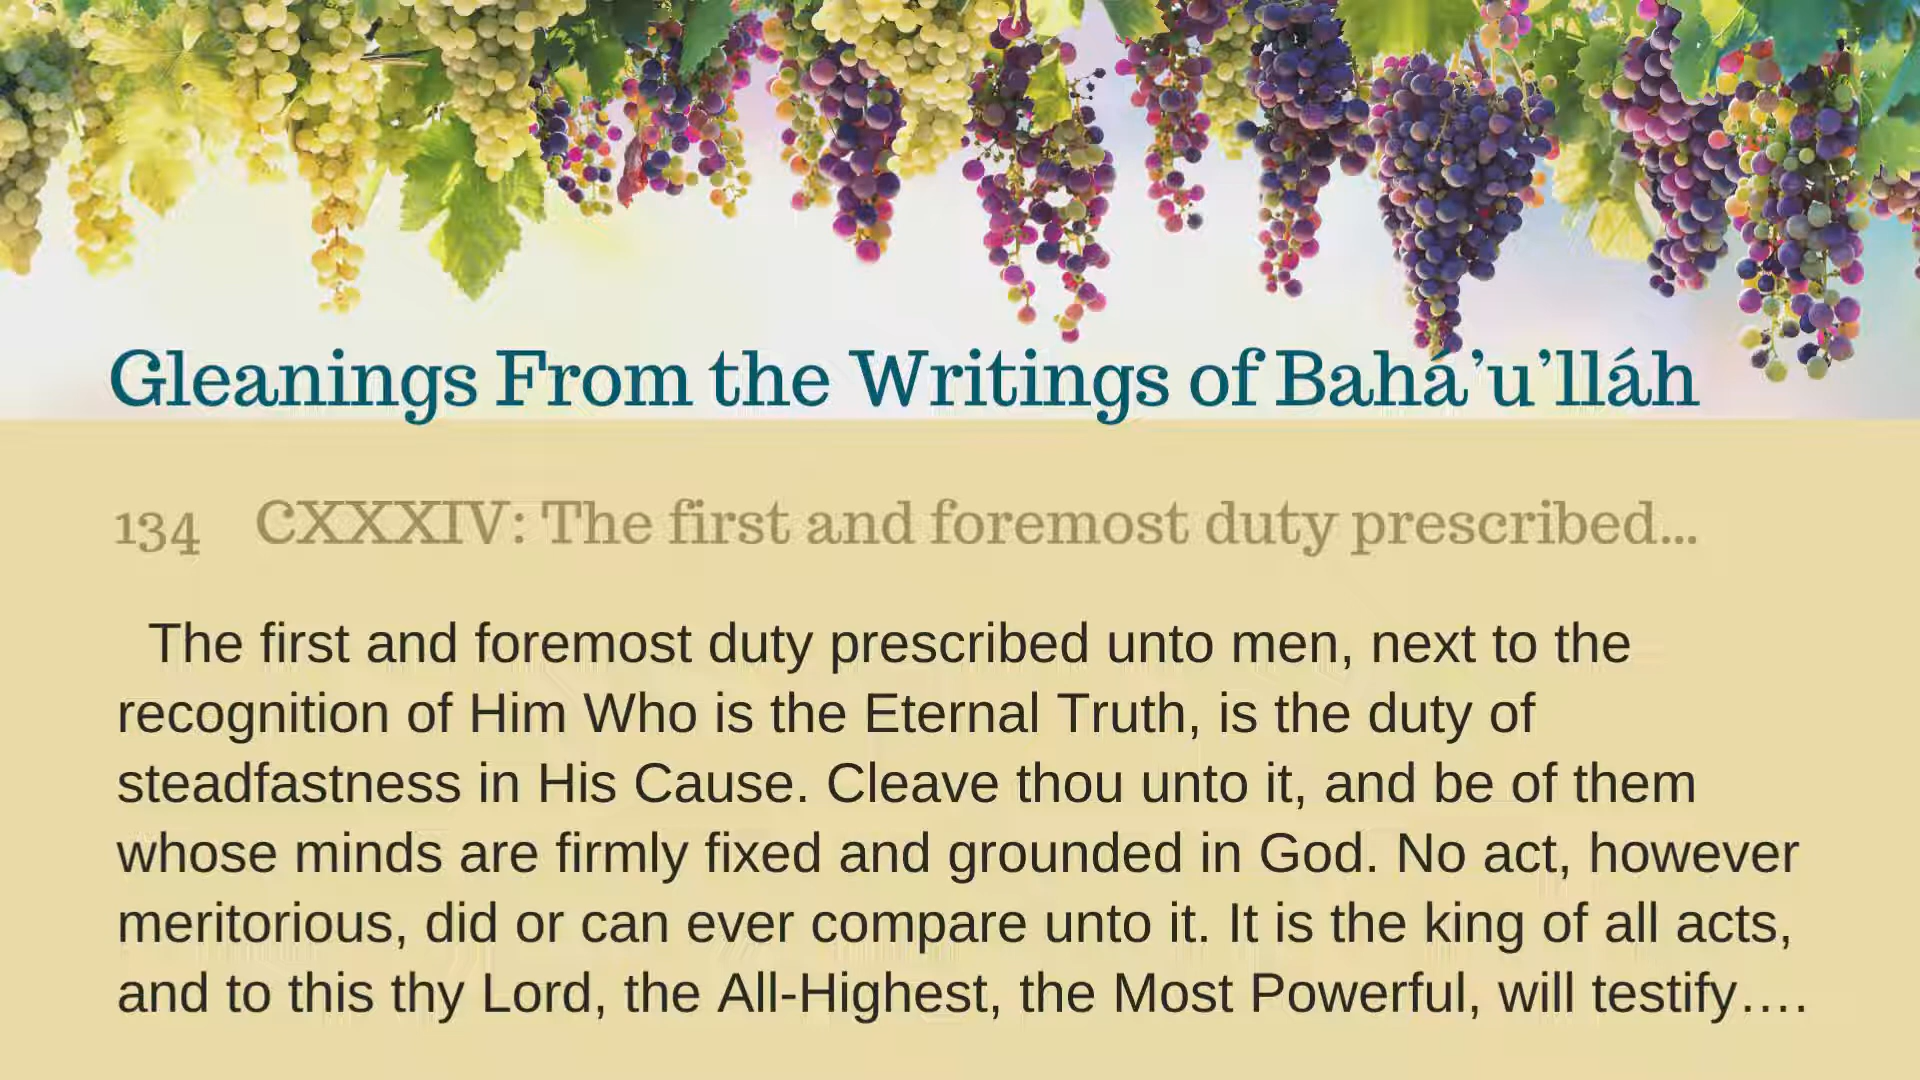 Gleanings From the Writings of Bahá’u’lláh
134 CXXXIV: The first and foremost duty prescribed...
The first and foremost duty prescribed unto men, next to the
recognition of Him Who is the Eternal Truth, is the duty of
steadfastness in His Cause. Cleave thou unto it, and be of them
whose minds are firmly fixed and grounded in God. No act, however
meritorious, did or can ever compare unto it. It is the king of all acts,
and to this thy Lord, the All-Highest, the Most Powerful, will testify….